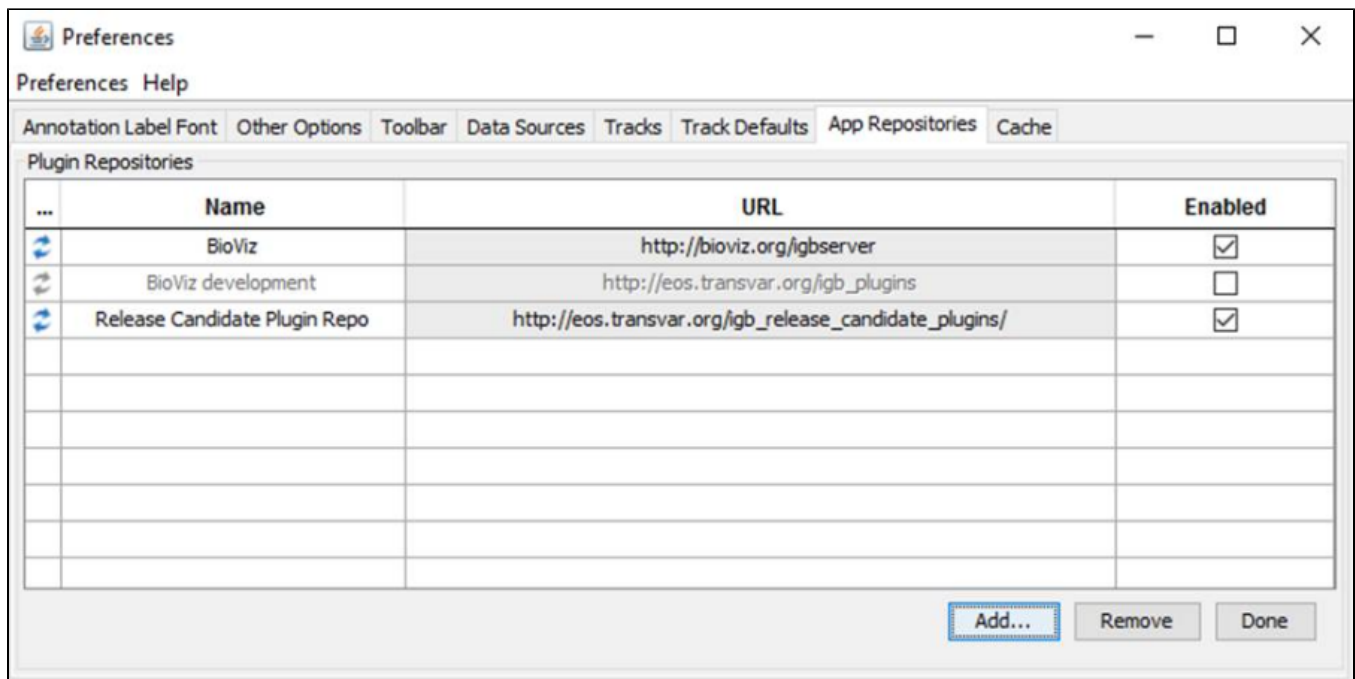 Preferences
Preferences Help
Annotation Label Font Other Options Toolbar Data Sources Tracks Track Defaults App Repositories Cache
Plugin Repositories
... Name URL Enabled
BioViz http://bioviz.org/igbserver
BioViz development http://eos.transvar.org/igb_plugins
Release Candidate Plugin Repo http://eos.transvar.org/igb_release_candidate_plugins/
Add... Remove Done